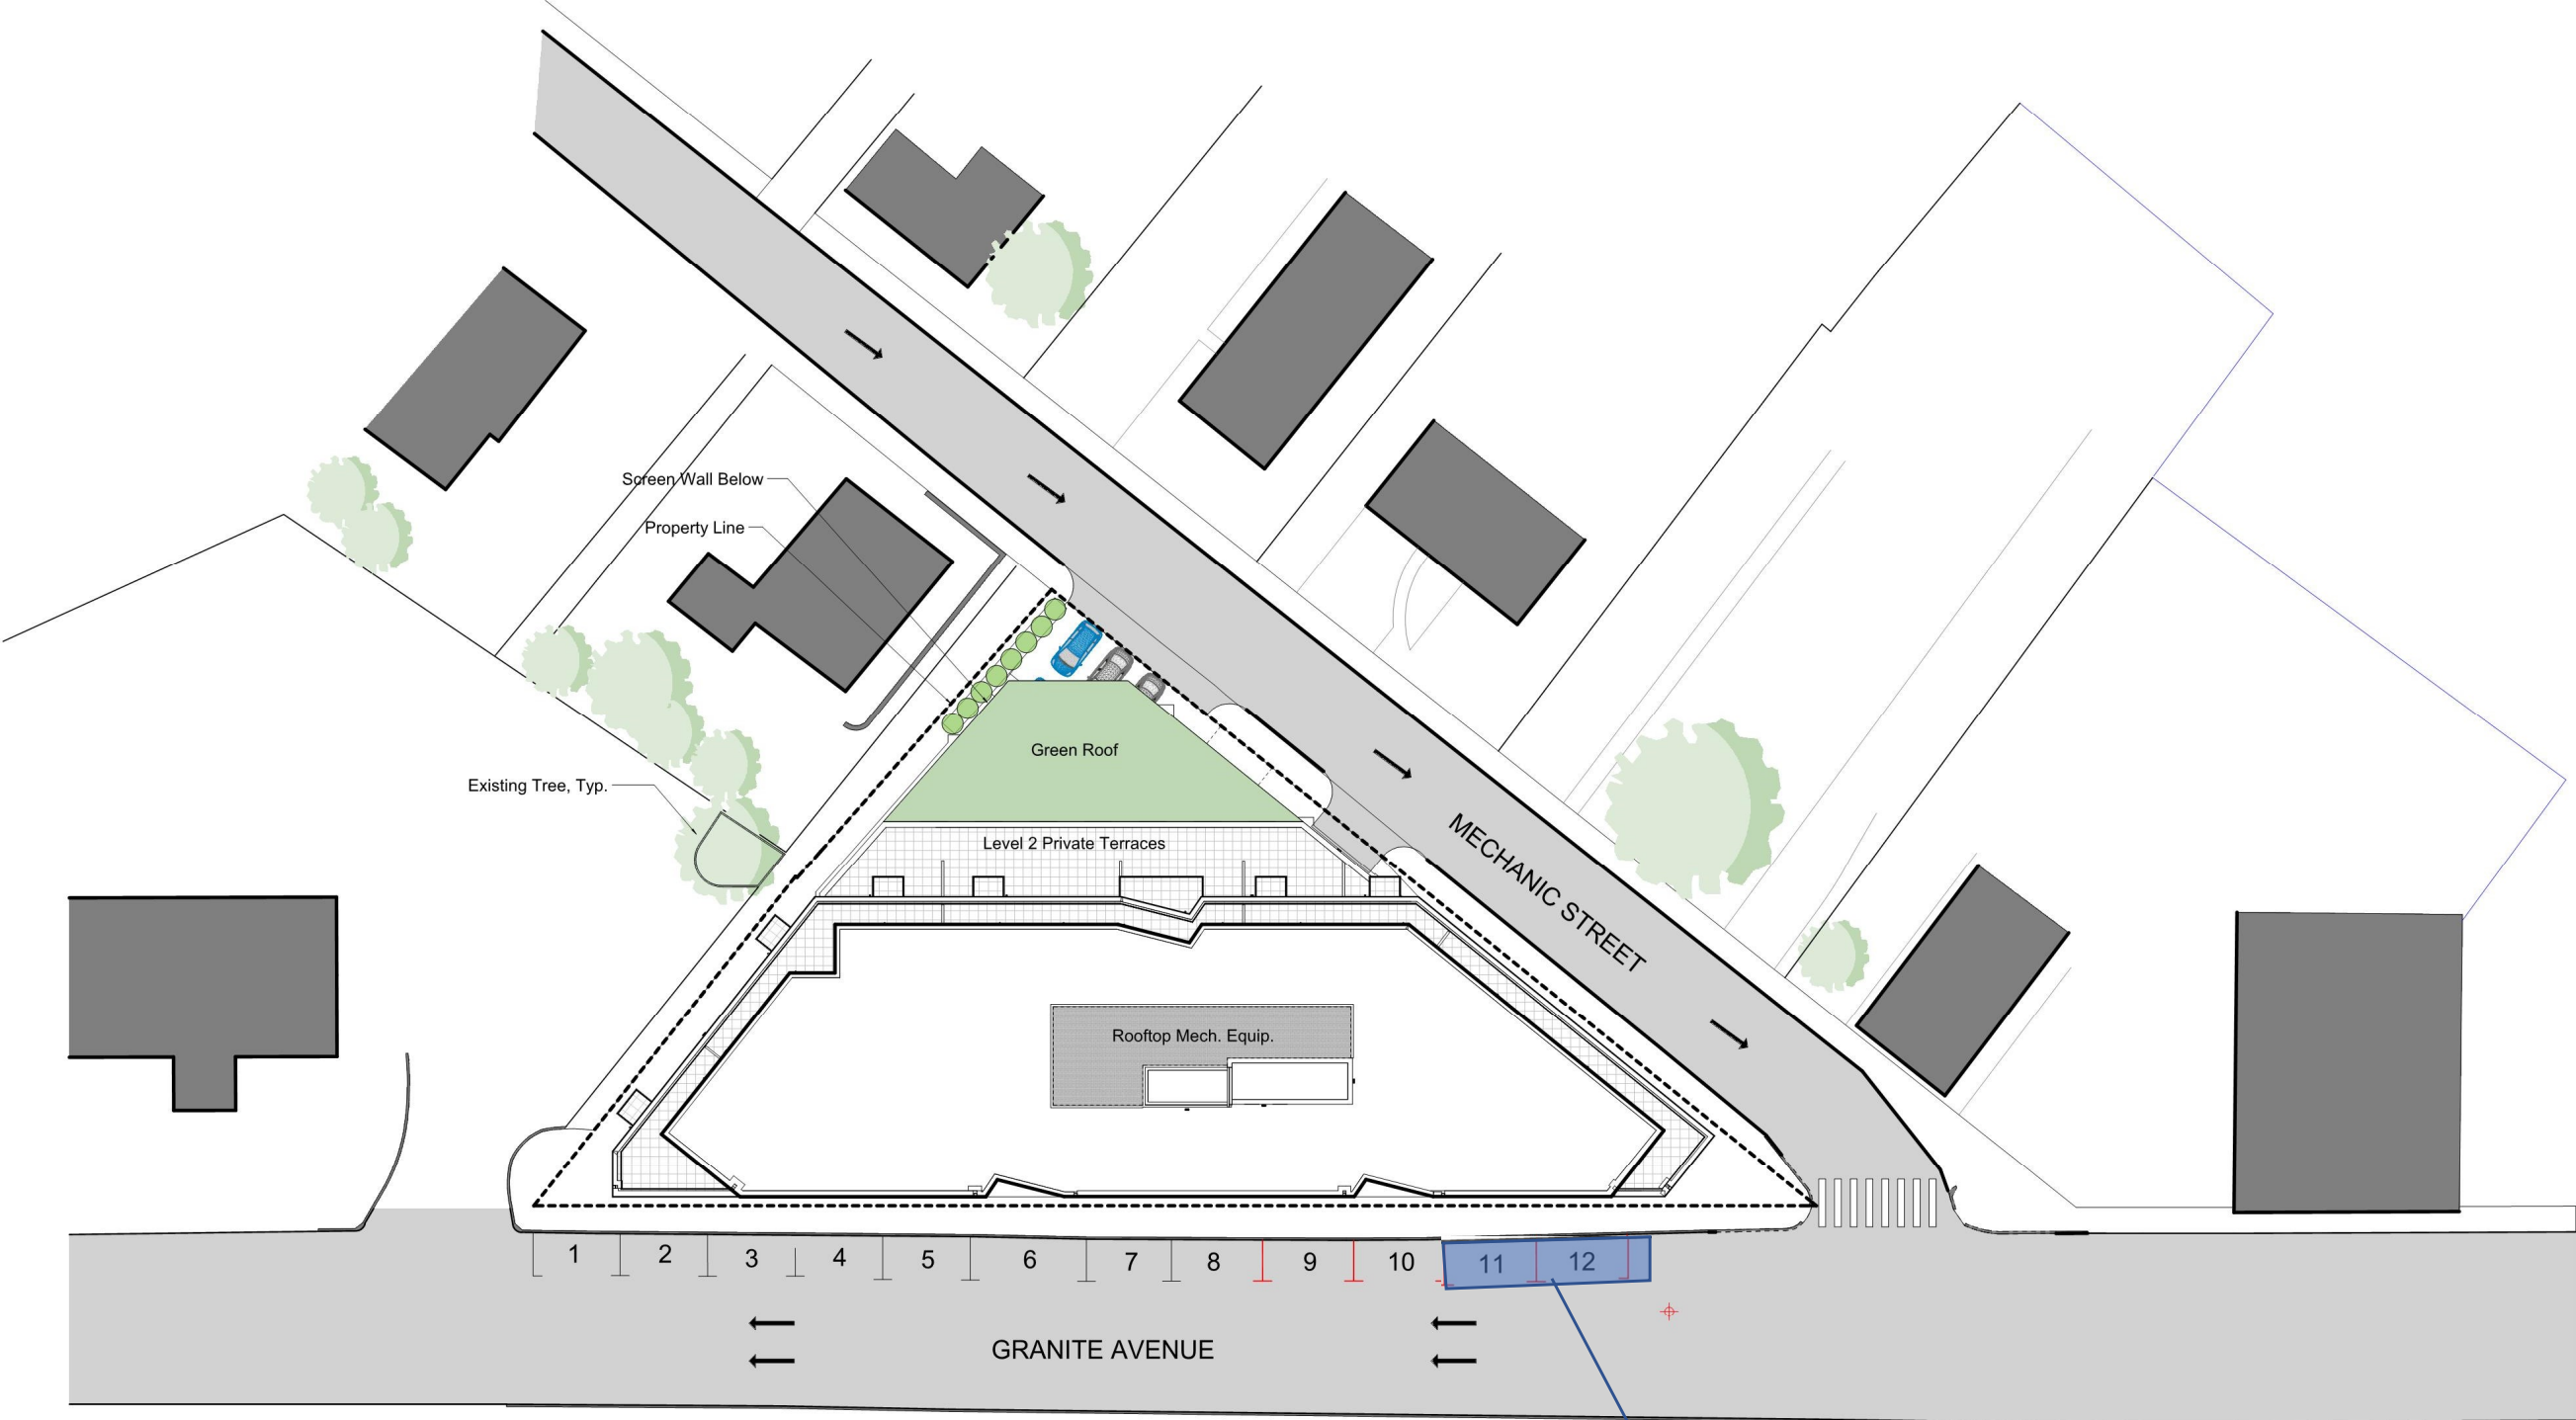 Screen Wall Below
Property Line
Green Roof
Existing Tree, Typ.
Level 2 Private Terraces
MECHANIC STREET
Rooftop Mech. Equip.
1 2 3 4 5 6 7 8 9 10 11 12
GRANITE AVENUE